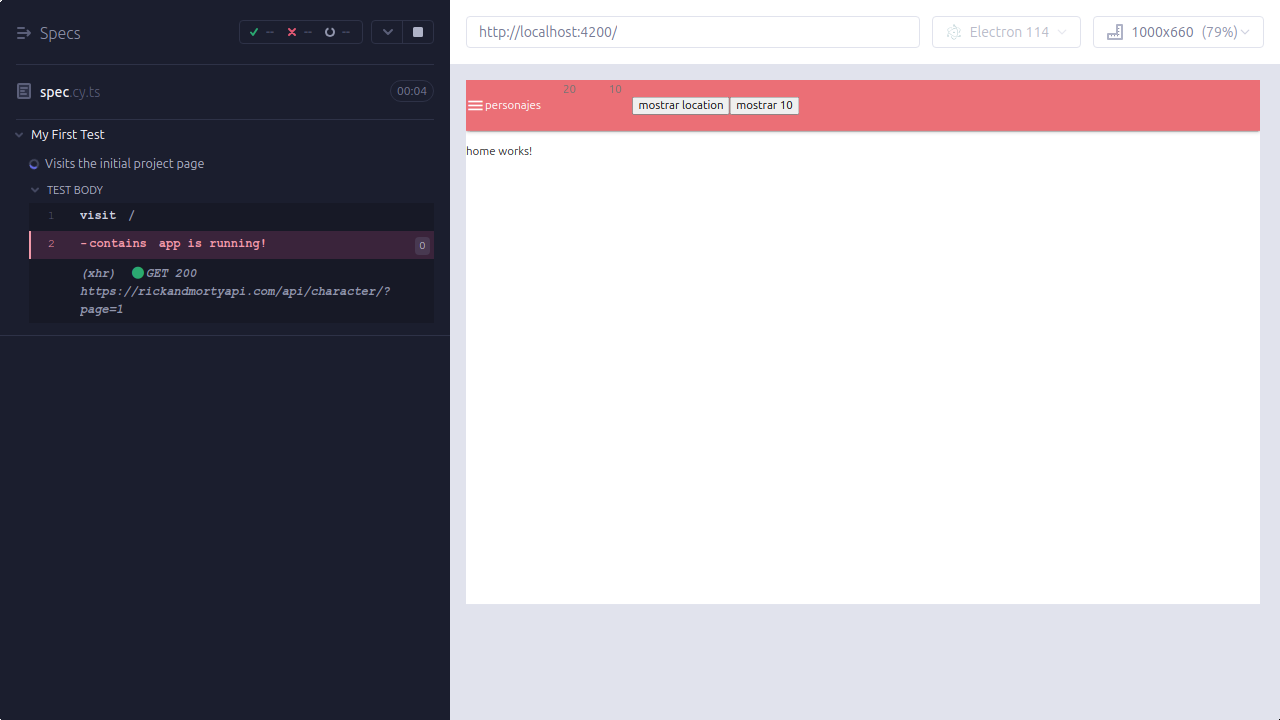 Specs
-- -- --
spec.cy.ts 00:04
My First Test
Visits the initial project page
TEST BODY
1 visit /
2 -contains app is running! 0
(xhr) GET 200
https://rickandmortyapi.com/api/character/?
page=1
http://localhost:4200/
Electron 114
1000x660 (79%)
personajes 20 10 mostrar location mostrar 10
home works!